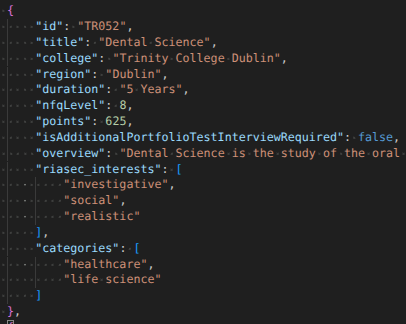 {
"id": "TR052",
"title": "Dental Science",
"college": "Trinity College Dublin",
"region": "Dublin",
"duration": "5 Years",
"nfqLevel": 8,
"points": 625,
"isAdditionalPortfolioTestInterviewRequired": false,
"overview": "Dental Science is the study of the oral
"riasec_interests": [
"investigative",
"social",
"realistic"
],
"categories": [
"healthcare",
"life science"
]
},